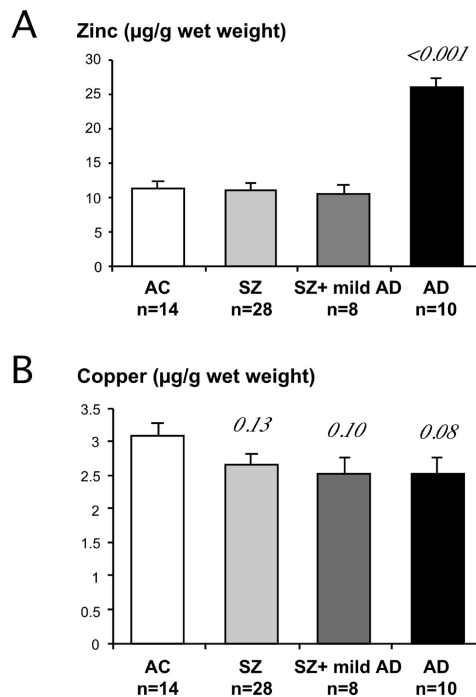 A
Zinc (µg/g wet weight)
<0.001
30
25
20
15
10
5
0
AC SZ SZ+ mild AD AD
n=14 n=28 n=8 n=10
B
Copper (µg/g wet weight)
3.5
0.13 0.10 0.08
3
2.5
2
1.5
1
0.5
0
AC SZ SZ+ mild AD AD
n=14 n=28 n=8 n=10